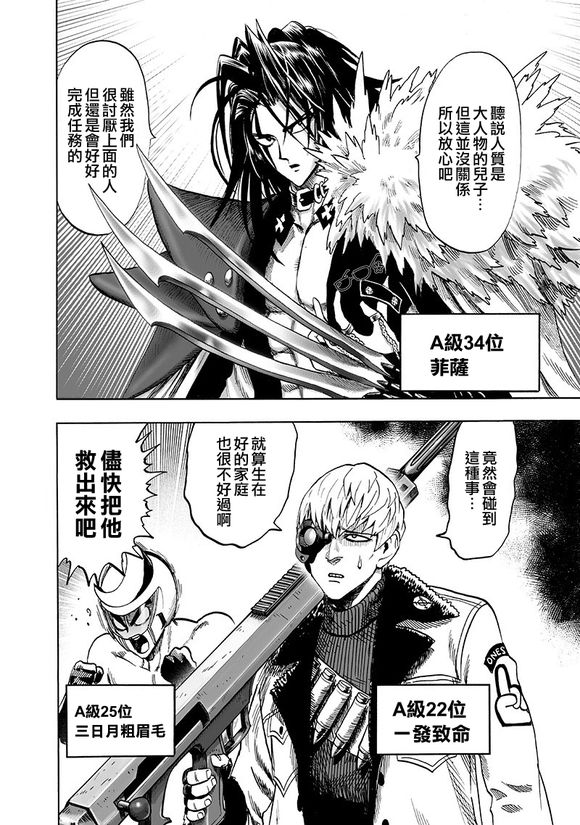 聽説人質是
大人物的兒子…
但這並沒關係
所以放心吧
雖然我們
很討厭上面的人
但還是會好好
完成任務的
A級34位
菲薩
竟然會碰到
這種事…
就算生在
好的家庭
也很不好過啊
儘快把他
救出來吧
ONES
A級22位
一發致命
A級25位
三日月粗眉毛